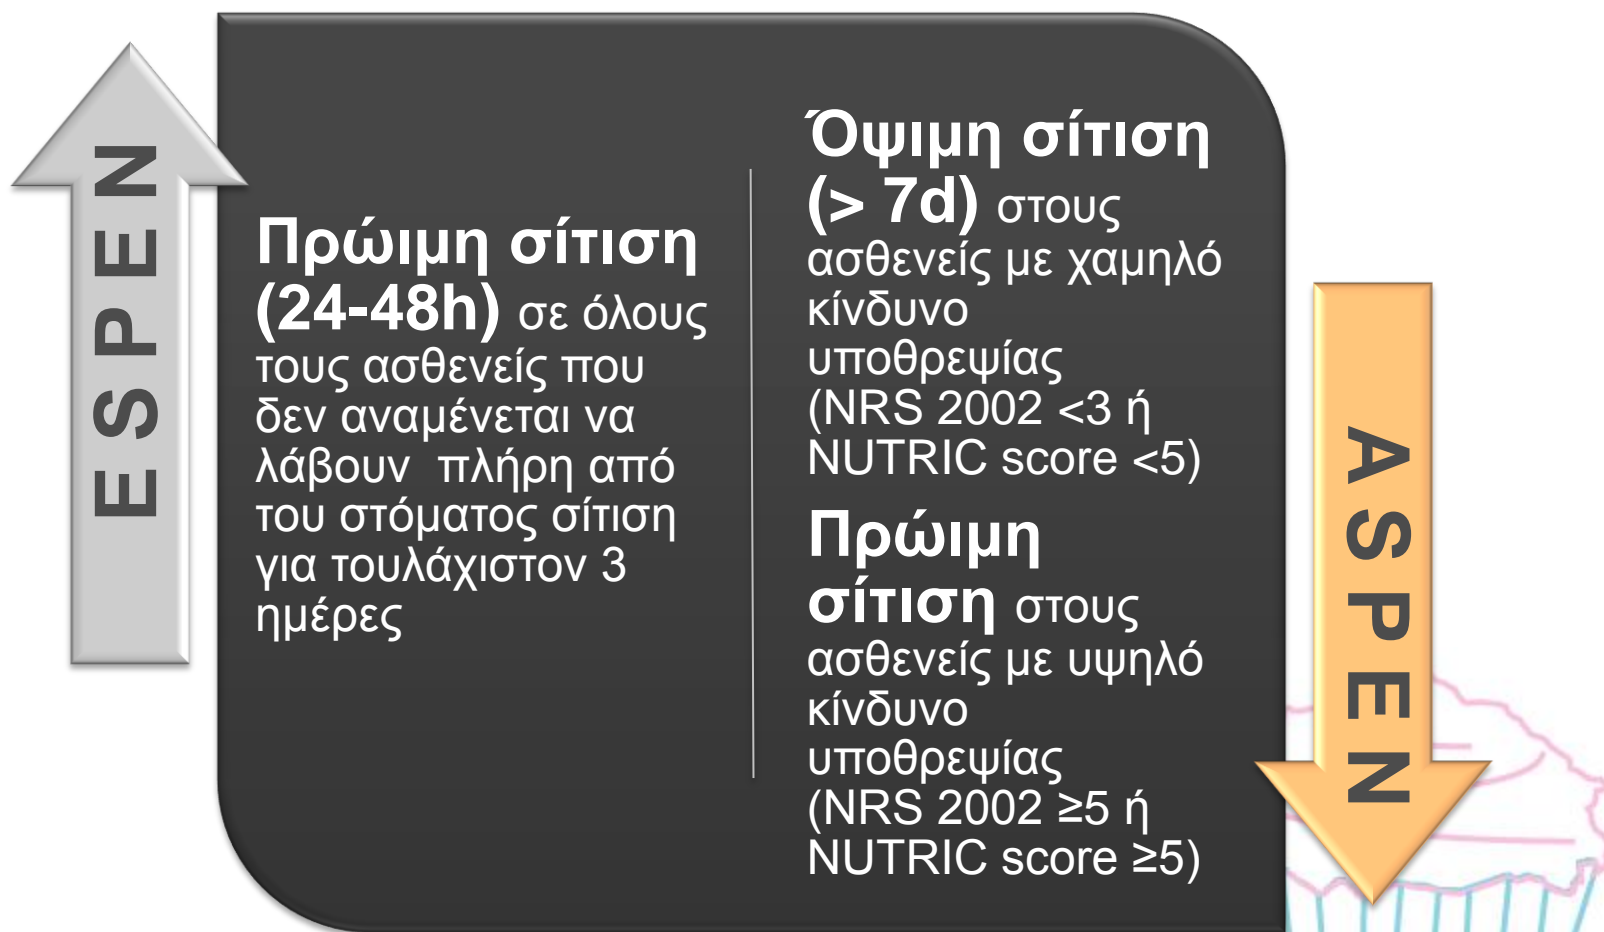 ESPEN
Πρώιμη σίτιση
(24-48h) σε όλους
τους ασθενείς που
δεν αναμένεται να
λάβουν πλήρη από
του στόματος σίτιση
για τουλάχιστον 3
ημέρες
Όψιμη σίτιση
(> 7d) στους
ασθενείς με χαμηλό
κίνδυνο
υποθρεψίας
(NRS 2002 <3 ή
NUTRIC score <5)
Πρώιμη
σίτιση στους
ασθενείς με υψηλό
κίνδυνο
υποθρεψίας
(NRS 2002 ≥5 ή
NUTRIC score ≥5)
ASPEN